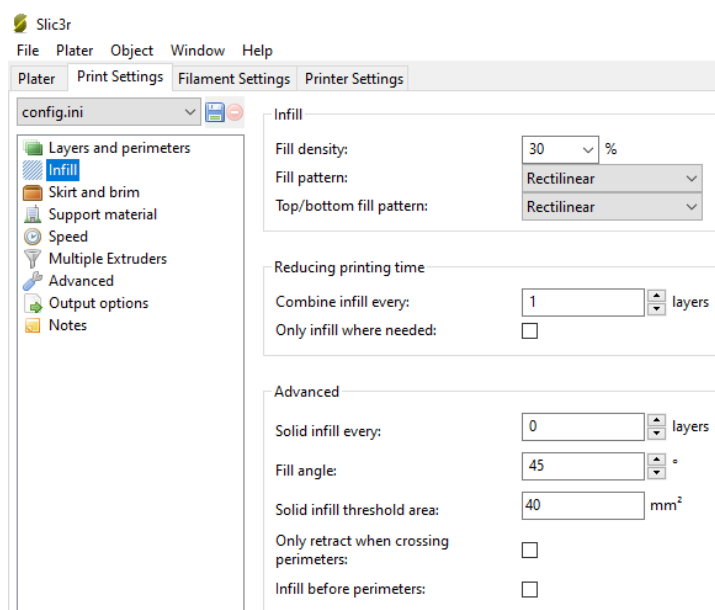 Slic3r
File Plater Object Window Help
Plater Print Settings Filament Settings Printer Settings
config.ini
Layers and perimeters
Infill
Skirt and brim
Support material
Speed
Multiple Extruders
Advanced
Output options
Notes
Infill
Fill density: 30 %
Fill pattern: Rectilinear
Top/bottom fill pattern: Rectilinear
Reducing printing time
Combine infill every: 1 layers
Only infill where needed:
Advanced
Solid infill every: 0 layers
Fill angle: 45 °
Solid infill threshold area: 40 mm²
Only retract when crossing
perimeters:
Infill before perimeters: